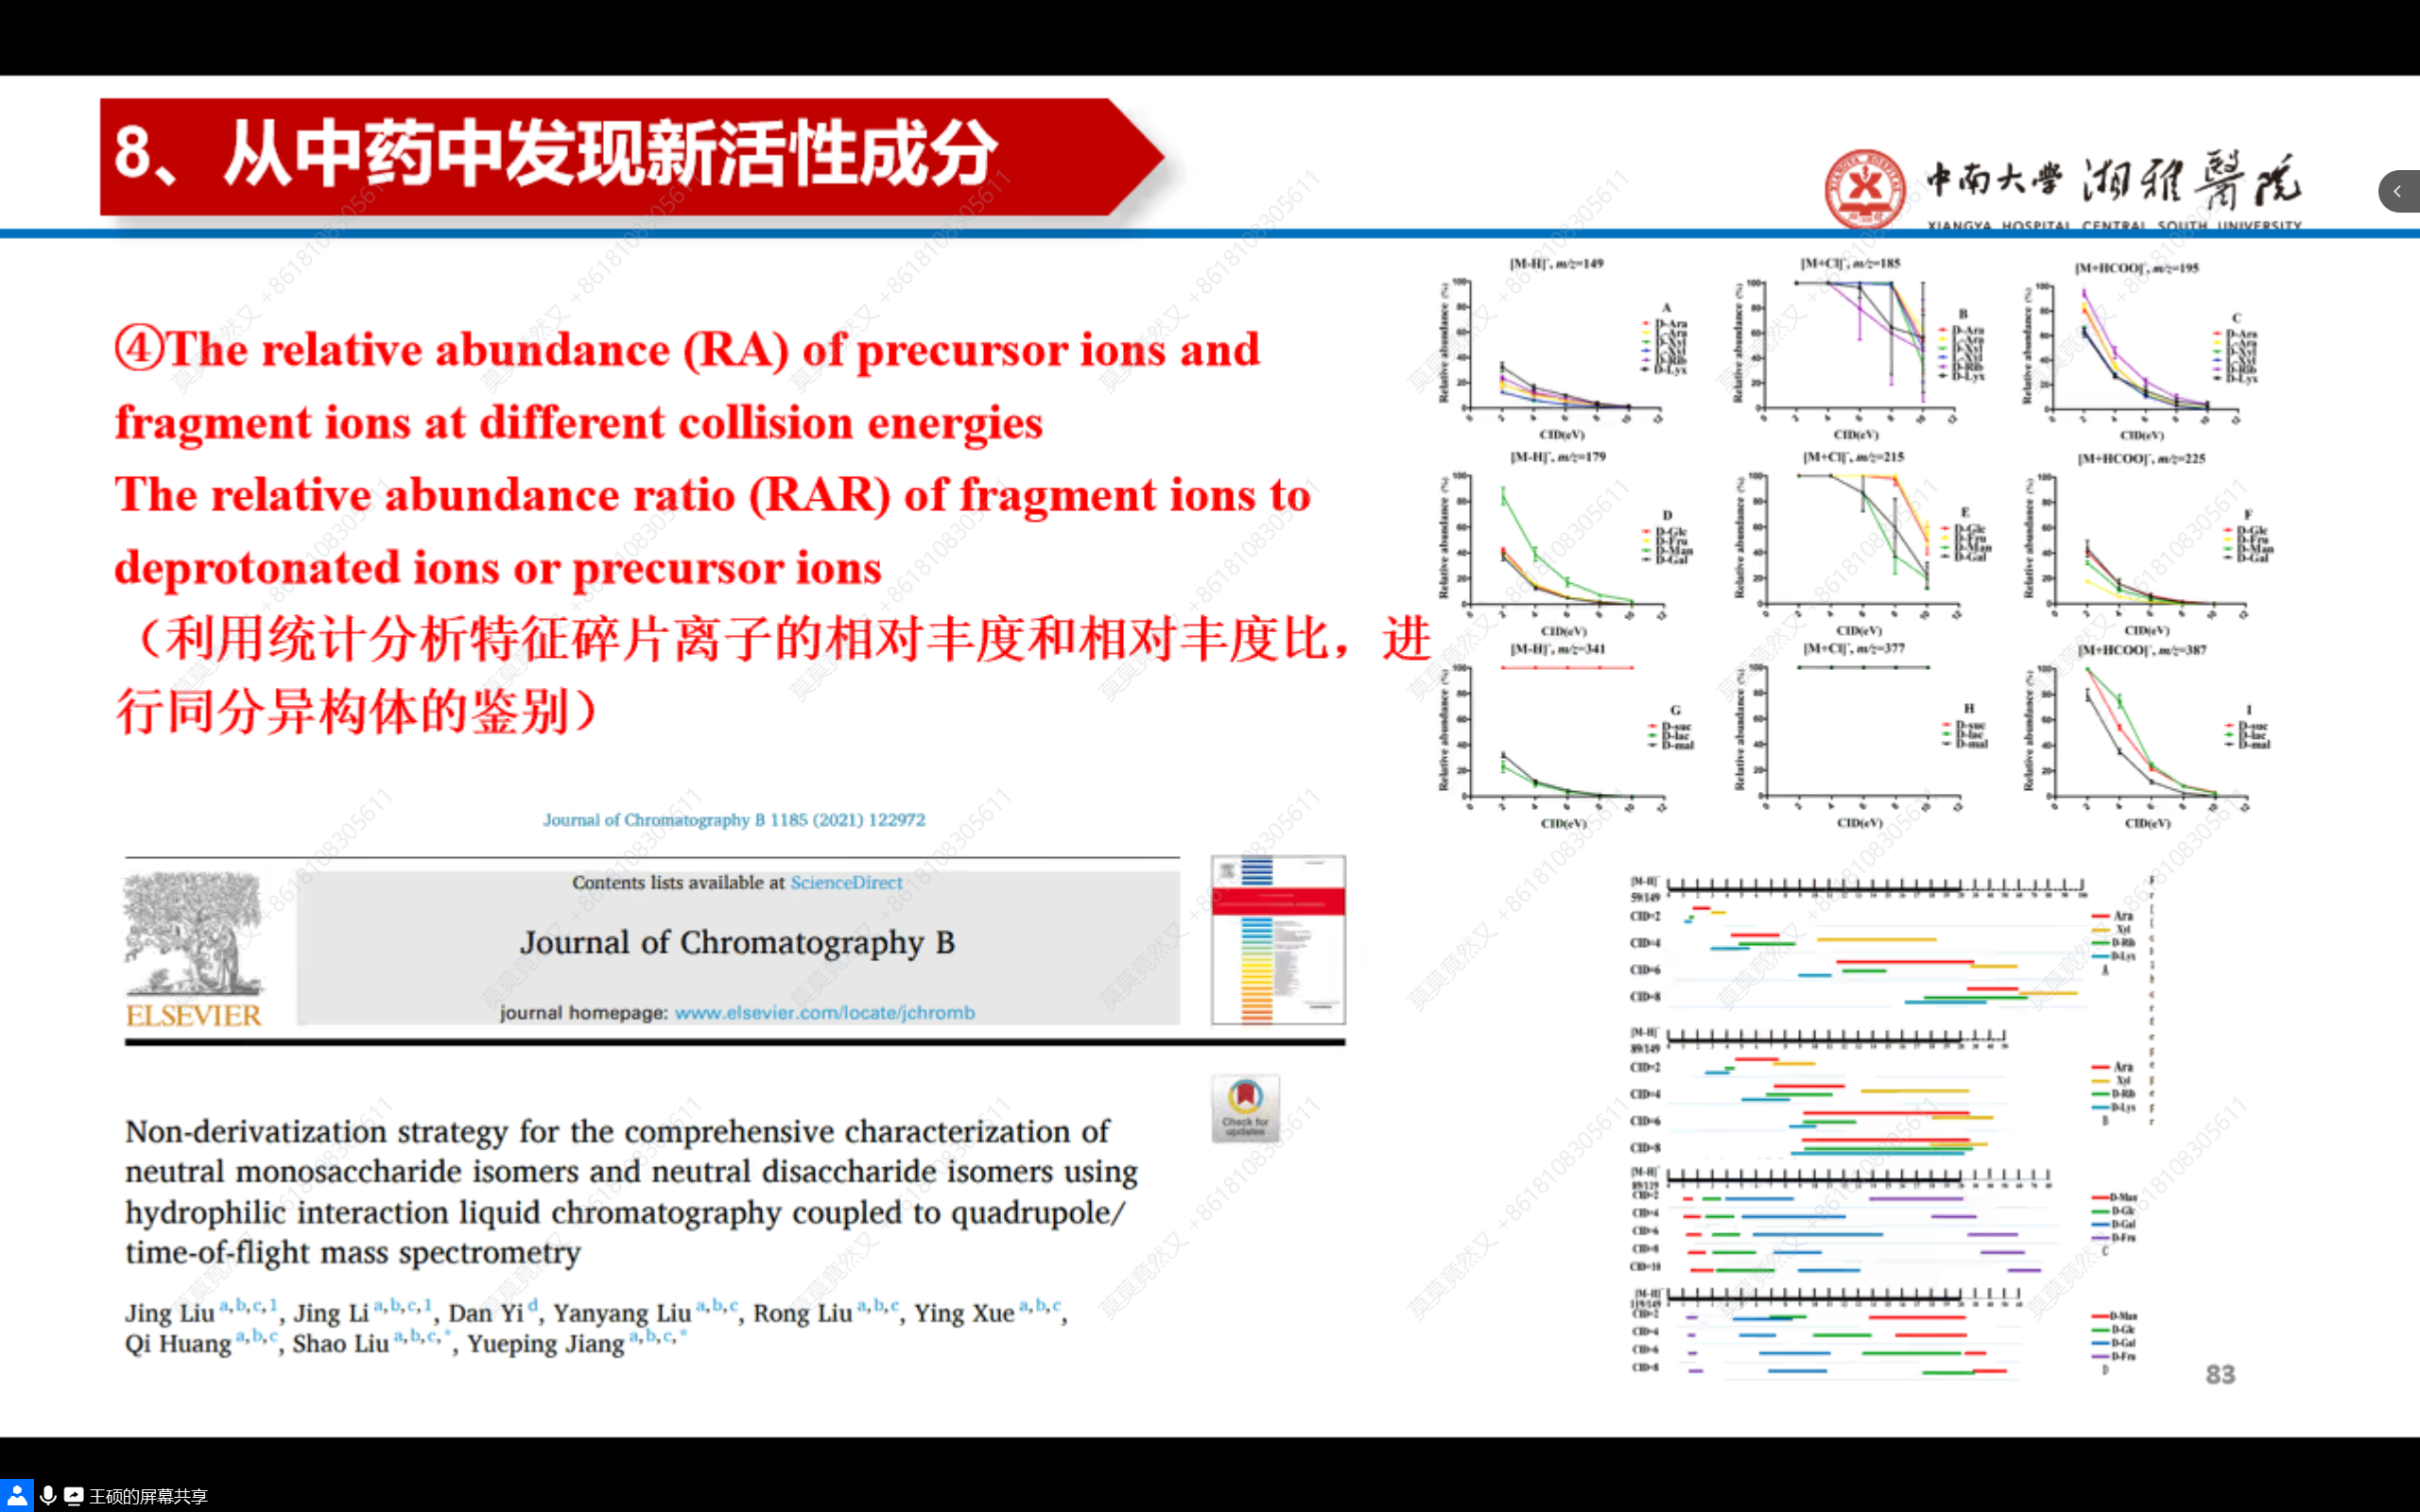 8、从中药中发现新活性成分
中南大学 湘雅醫院
XIANGYA HOSPITAL CENTRAL SOUTH UNIVERSITY
④The relative abundance (RA) of precursor ions and
fragment ions at different collision energies
The relative abundance ratio (RAR) of fragment ions to
deprotonated ions or precursor ions
（利用统计分析特征碎片离子的相对丰度和相对丰度比，进
行同分异构体的鉴别）
Journal of Chromatography B 1185 (2021) 122972
Contents lists available at ScienceDirect
Journal of Chromatography B
journal homepage: www.elsevier.com/locate/jchromb
ELSEVIER
Check for
updates
Non-derivatization strategy for the comprehensive characterization of
neutral monosaccharide isomers and neutral disaccharide isomers using
hydrophilic interaction liquid chromatography coupled to quadrupole/
time-of-flight mass spectrometry
Jing Liu a,b,c,1, Jing Li a,b,c,1, Dan Yi d, Yanyang Liu a,b,c, Rong Liu a,b,c, Ying Xue a,b,c,
Qi Huang a,b,c, Shao Liu a,b,c,*, Yueping Jiang a,b,c,*
[M-H]-, m/z=149
Relative abundance (%)
CID(eV)
A
D-Ara
L-Ara
D-Xyl
L-Xyl
D-Rib
D-Lyx
[M+Cl]-, m/z=185
Relative abundance (%)
CID(eV)
B
D-Ara
L-Ara
D-Xyl
L-Xyl
D-Rib
D-Lyx
[M+HCOO]-, m/z=195
Relative abundance (%)
CID(eV)
C
D-Ara
L-Ara
D-Xyl
L-Xyl
D-Rib
D-Lyx
[M-H]-, m/z=179
Relative abundance (%)
CID(eV)
D
D-Glc
D-Fru
D-Man
D-Gal
[M+Cl]-, m/z=215
Relative abundance (%)
CID(eV)
E
D-Glc
D-Fru
D-Man
D-Gal
[M+HCOO]-, m/z=225
Relative abundance (%)
CID(eV)
F
D-Glc
D-Fru
D-Man
D-Gal
[M-H]-, m/z=341
Relative abundance (%)
CID(eV)
G
D-suc
D-lac
D-mal
[M+Cl]-, m/z=377
Relative abundance (%)
CID(eV)
H
D-suc
D-lac
D-mal
[M+HCOO]-, m/z=387
Relative abundance (%)
CID(eV)
I
D-suc
D-lac
D-mal
[M-H]-
59/149
CID=2
CID=4
CID=6
CID=8
Ara
Xyl
D-Rib
D-Lyx
A
[M-H]-
89/149
CID=2
CID=4
CID=6
CID=8
Ara
Xyl
D-Rib
D-Lyx
B
[M-H]-
CID=2
CID=4
CID=6
CID=8
CID=10
D-Man
D-Glc
D-Gal
D-Fru
C
[M-H]-
CID=2
CID=4
CID=6
CID=8
D-Man
D-Glc
D-Gal
D-Fru
D
83
王硕的屏幕共享